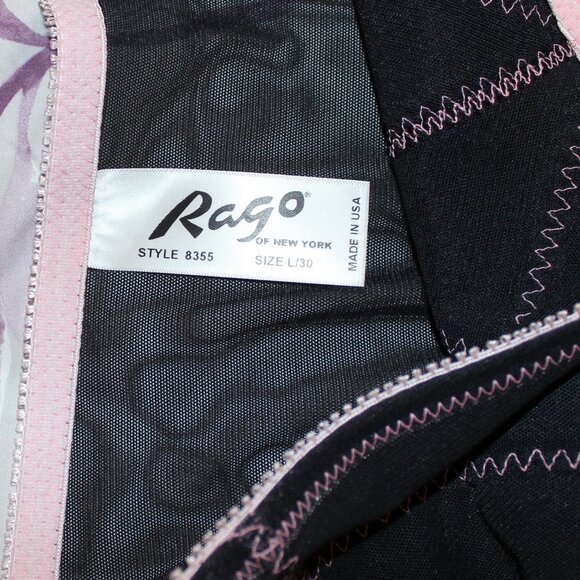 Rago®
OF NEW YORK
STYLE 8355 SIZE L/30
MADE IN USA